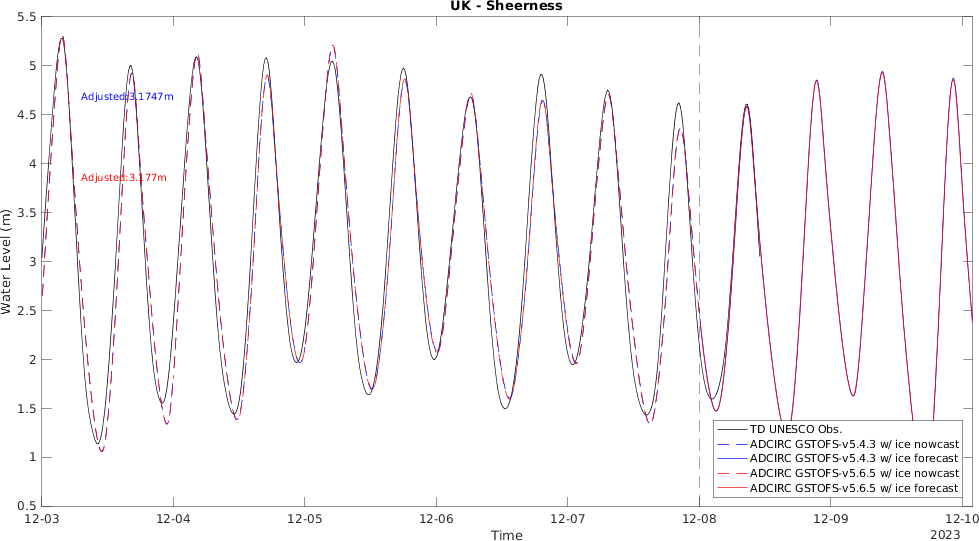 UK - Sheerness
5.5
5
4.5
4
3.5
3
2.5
2
1.5
1
0.5
Water Level (m)
Adjusted:3.1747m
Adjusted:3.177m
TD UNESCO Obs.
ADCIRC GSTOFS-v5.4.3 w/ ice nowcast
ADCIRC GSTOFS-v5.4.3 w/ ice forecast
ADCIRC GSTOFS-v5.6.5 w/ ice nowcast
ADCIRC GSTOFS-v5.6.5 w/ ice forecast
12-03 12-04 12-05 12-06 12-07 12-08 12-09 12-10
Time
2023